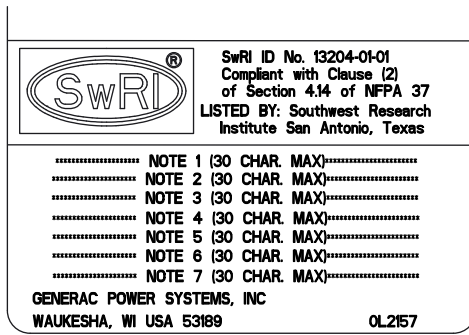 SwRI ®
SwRI ID No. 13204-01-01
Compliant with Clause (2)
of Section 4.14 of NFPA 37
LISTED BY: Southwest Research
Institute San Antonio, Texas
******************** NOTE 1 (30 CHAR. MAX)**********************
******************** NOTE 2 (30 CHAR. MAX)**********************
******************** NOTE 3 (30 CHAR. MAX)**********************
******************** NOTE 4 (30 CHAR. MAX)**********************
******************** NOTE 5 (30 CHAR. MAX)**********************
******************** NOTE 6 (30 CHAR. MAX)**********************
******************** NOTE 7 (30 CHAR. MAX)**********************
GENERAC POWER SYSTEMS, INC
WAUKESHA, WI USA 53189 0L2157